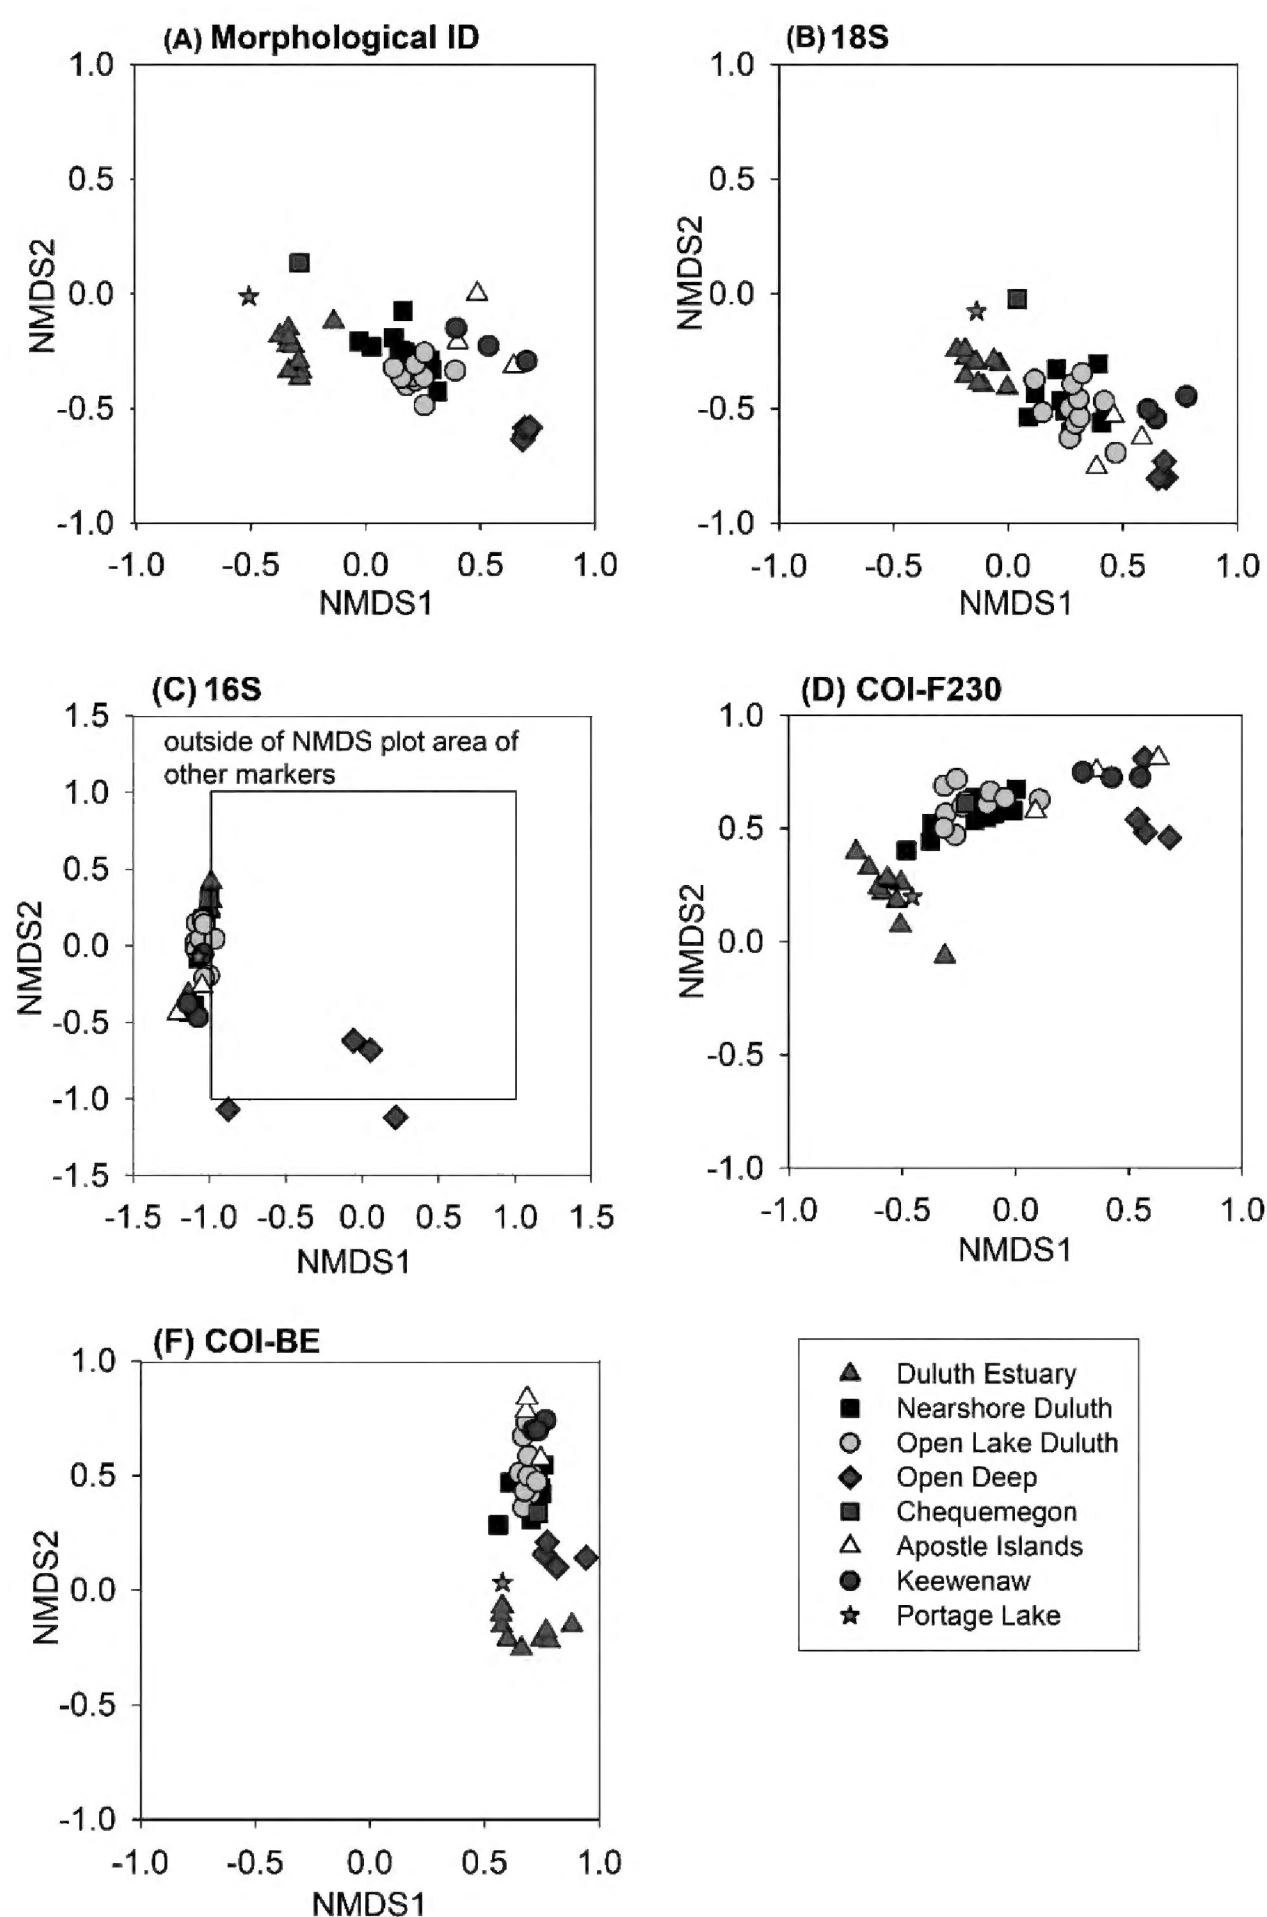 (A) Morphological ID
1.0
0.5
0.0
-0.5
-1.0
NMDS2
-1.0 -0.5 0.0 0.5 1.0
NMDS1
(B) 18S
1.0
0.5
0.0
-0.5
-1.0
NMDS2
-1.0 -0.5 0.0 0.5 1.0
NMDS1
(C) 16S
1.5
1.0
0.5
0.0
-0.5
-1.0
-1.5
NMDS2
outside of NMDS plot area of
other markers
-1.5 -1.0 -0.5 0.0 0.5 1.0 1.5
NMDS1
(D) COI-F230
1.0
0.5
0.0
-0.5
-1.0
NMDS2
-1.0 -0.5 0.0 0.5 1.0
NMDS1
(F) COI-BE
1.0
0.5
0.0
-0.5
-1.0
NMDS2
-1.0 -0.5 0.0 0.5 1.0
NMDS1
Duluth Estuary
Nearshore Duluth
Open Lake Duluth
Open Deep
Chequemegon
Apostle Islands
Keewenaw
Portage Lake